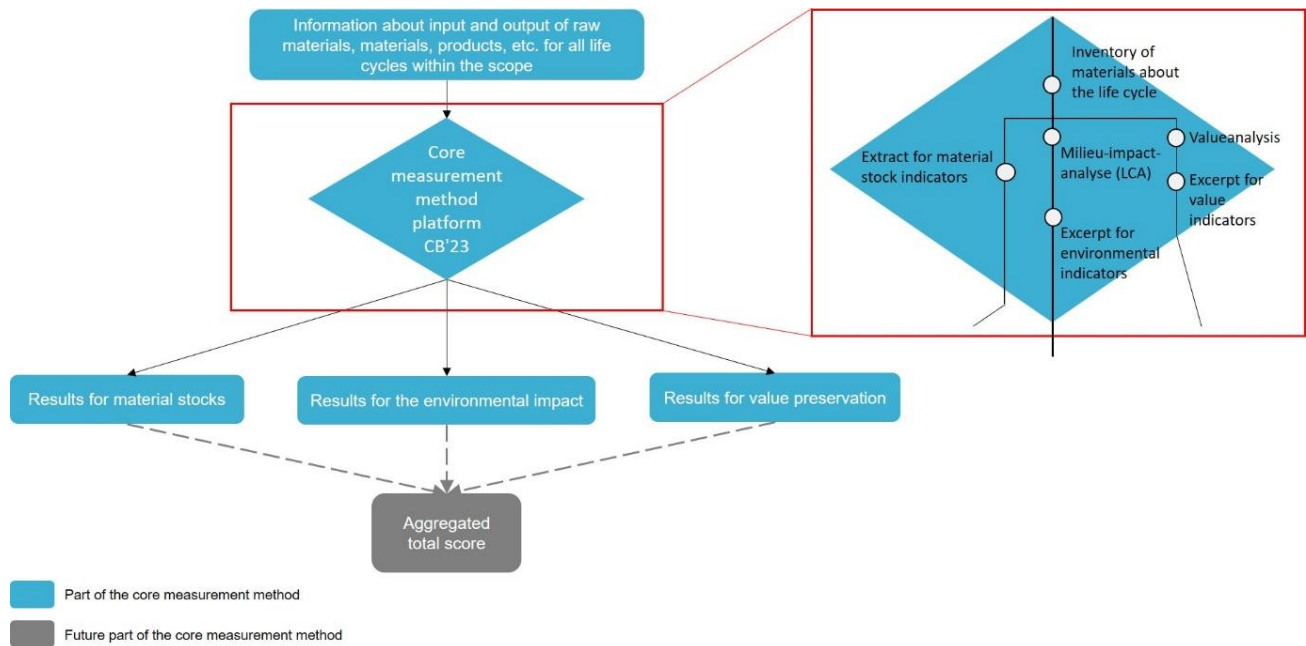 Information about input and output of raw
materials, materials, products, etc. for all life
cycles within the scope
Core
measurement
method
platform
CB'23
Inventory of
materials about
the life cycle
Extract for material
stock indicators
Milieu-impact-
analyse (LCA)
Valueanalysis
Excerpt for
value
indicators
Excerpt for
environmental
indicators
Results for material stocks
Results for the environmental impact
Results for value preservation
Aggregated
total score
Part of the core measurement method
Future part of the core measurement method